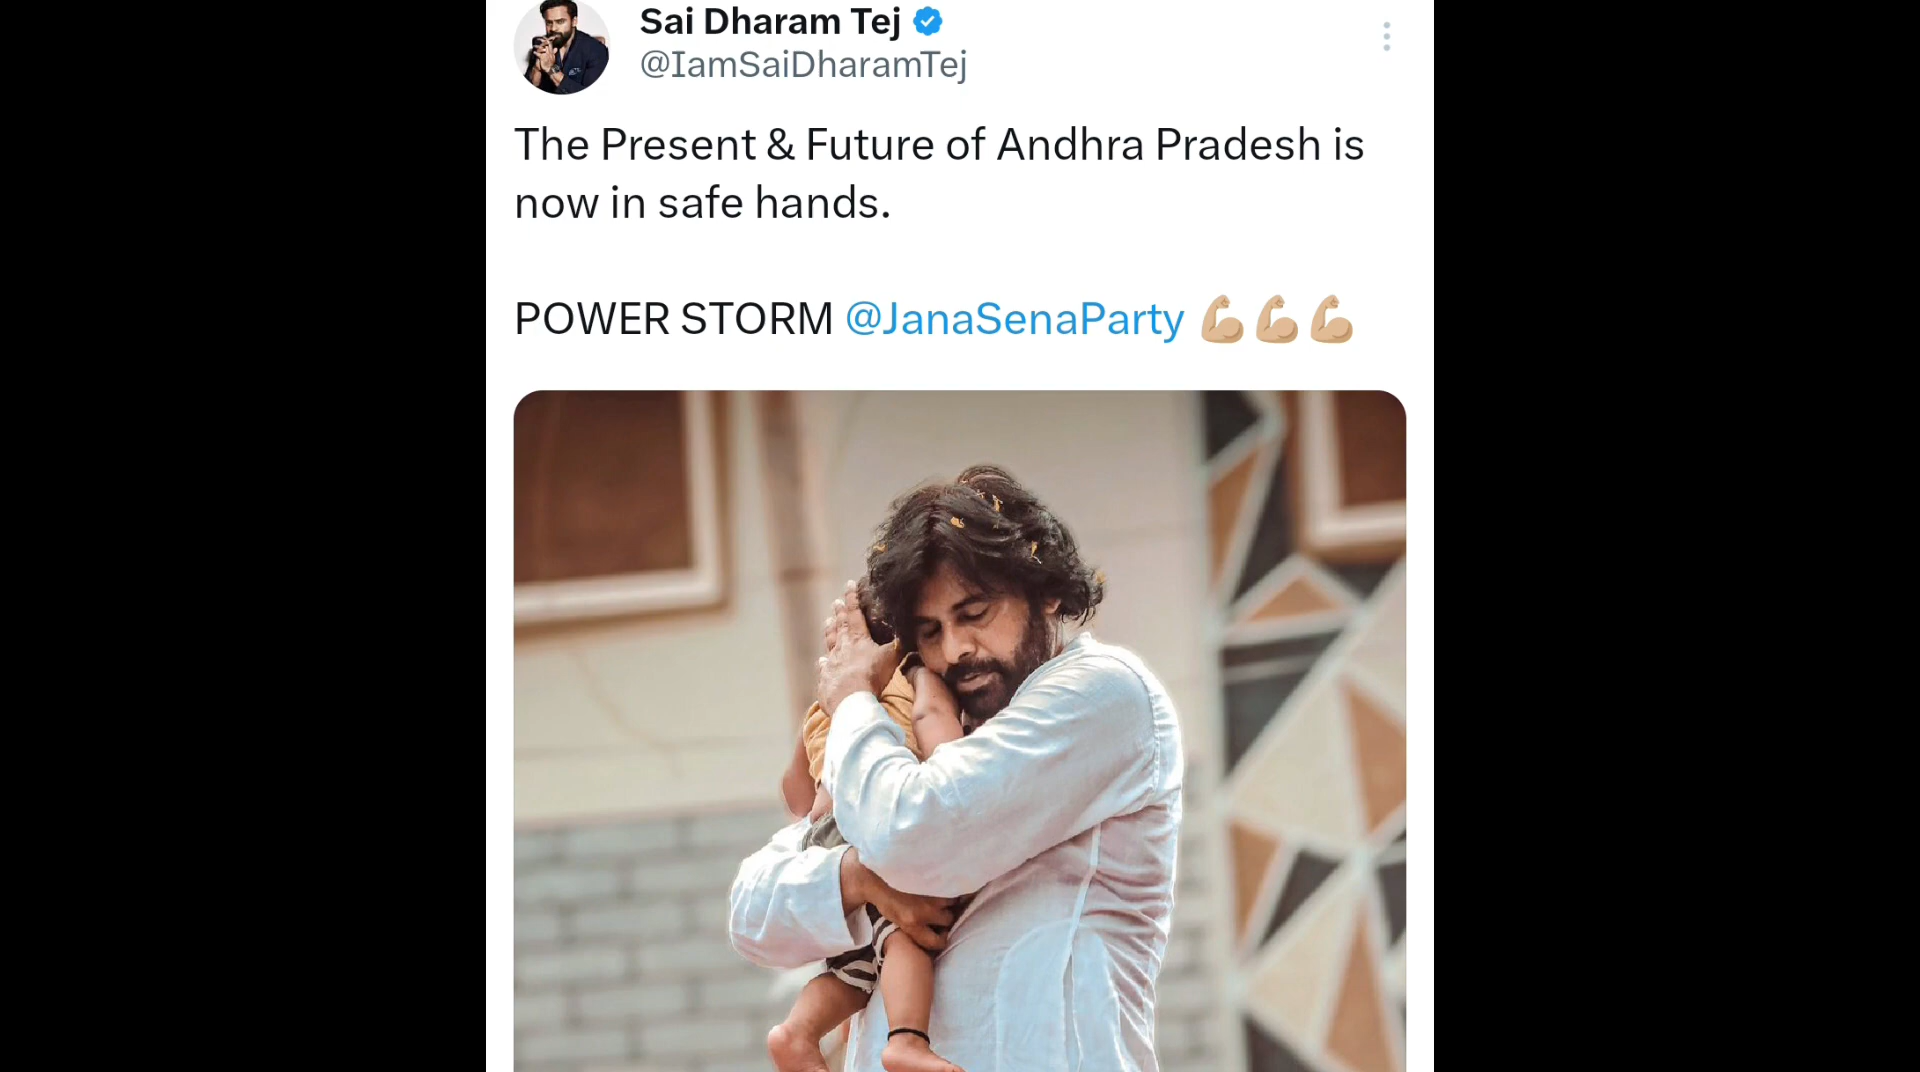 Sai Dharam Tej
@IamSaiDharamTej
The Present & Future of Andhra Pradesh is
now in safe hands.
POWER STORM @JanaSenaParty 💪🏼💪🏼💪🏼